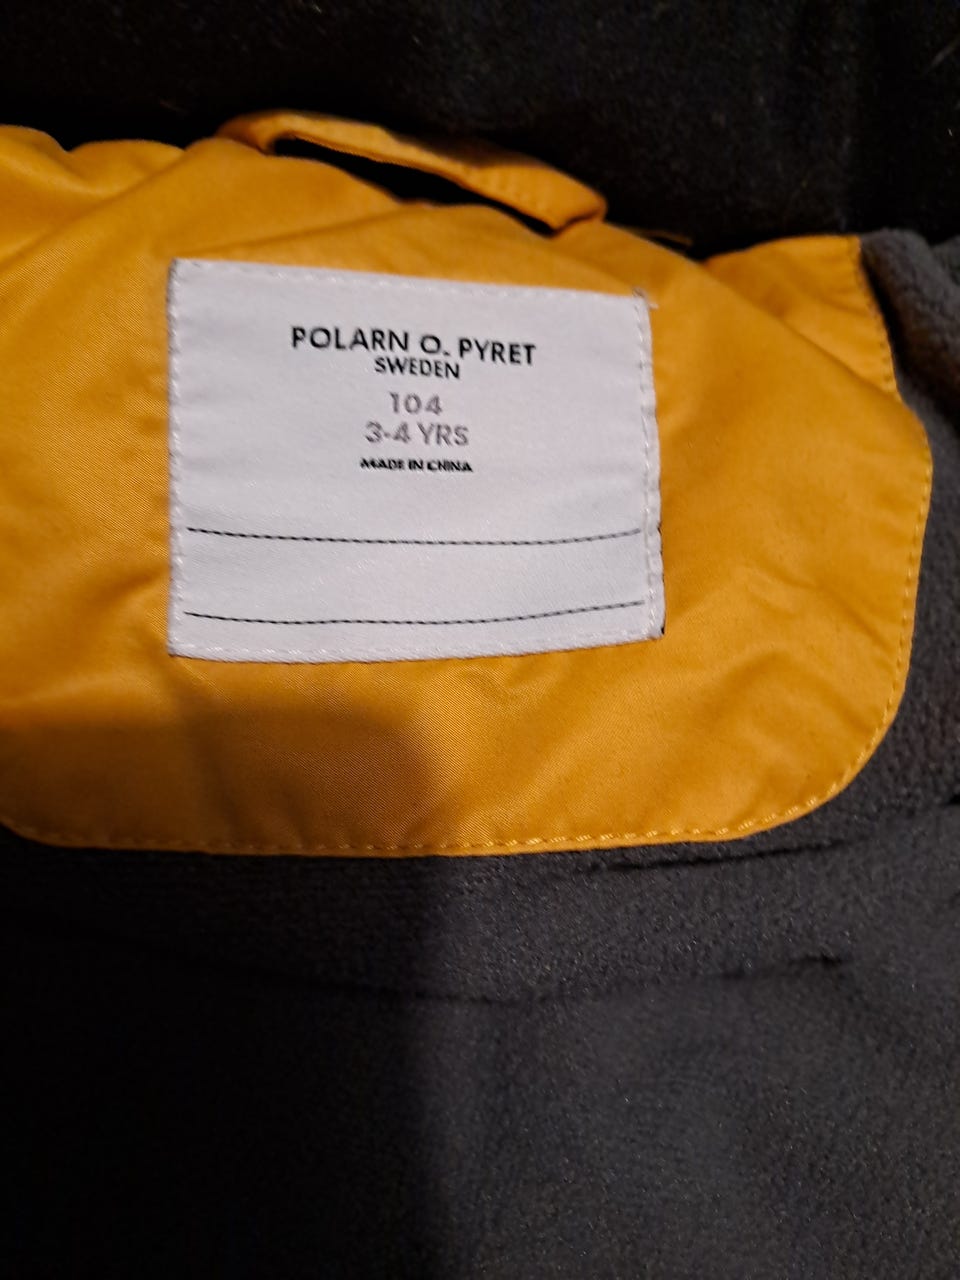 POLARN O. PYRET
SWEDEN
104
3-4 YRS
MADE IN CHINA